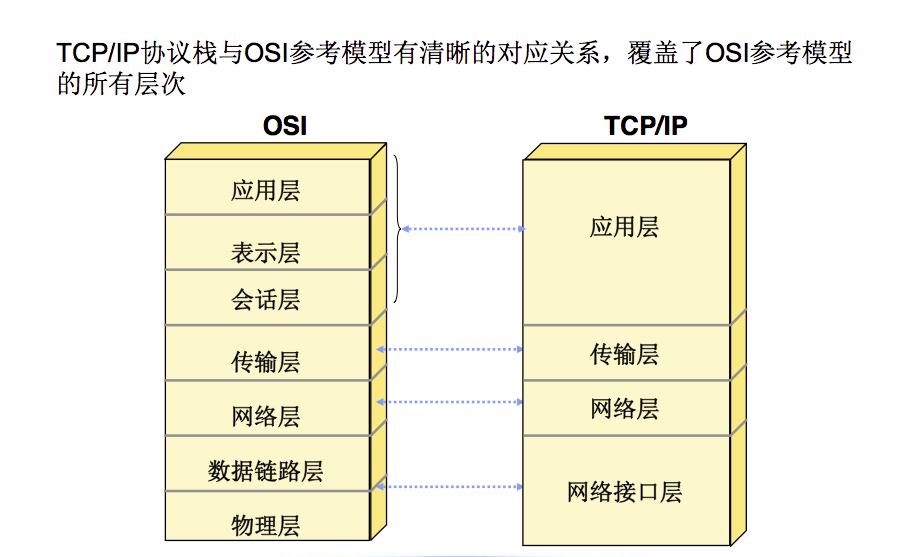 TCP/IP协议栈与OSI参考模型有清晰的对应关系，覆盖了OSI参考模型
的所有层次
OSI
TCP/IP
应用层
表示层
会话层
传输层
网络层
数据链路层
物理层
应用层
传输层
网络层
网络接口层